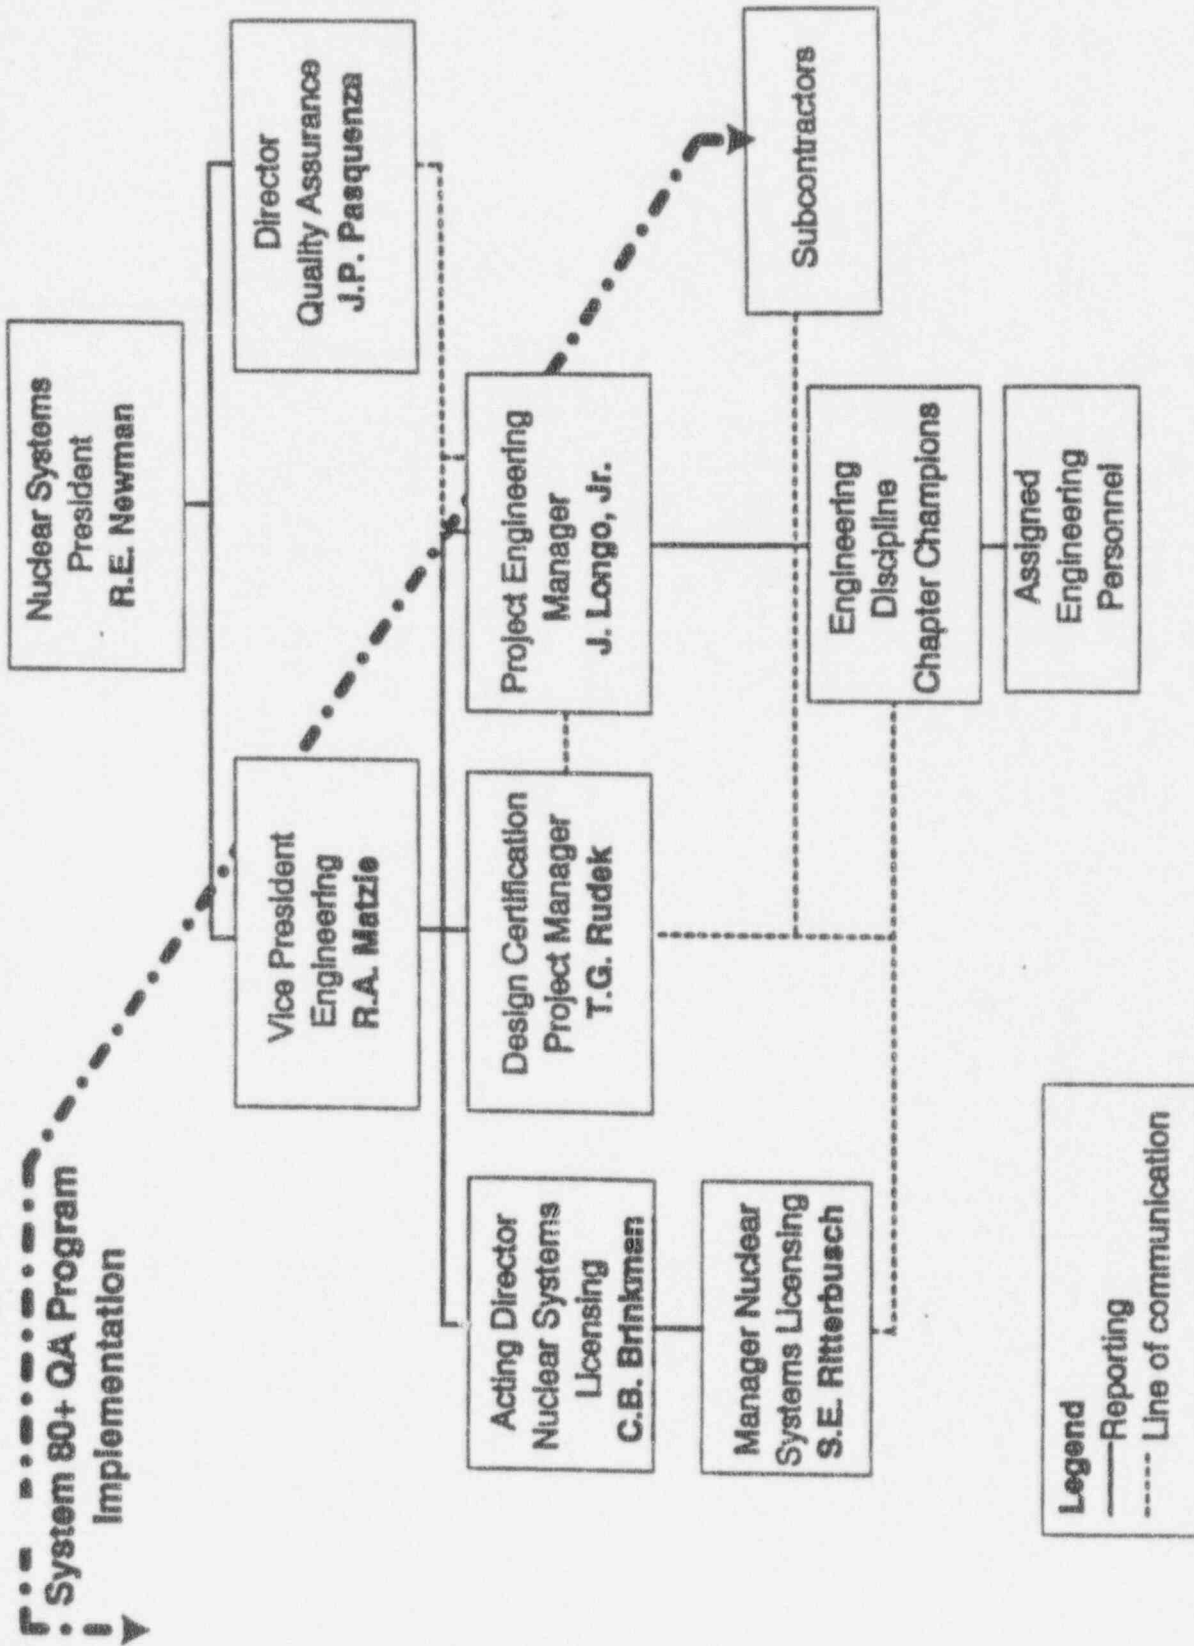 System 80+ QA Program
Implementation
Nuclear Systems
President
R.E. Newman
Vice President
Engineering
R.A. Matzie
Director
Quality Assurance
J.P. Pasquenza
Acting Director
Nuclear Systems
Licensing
C.B. Brinkman
Design Certification
Project Manager
T.G. Rudek
Project Engineering
Manager
J. Longo, Jr.
Manager Nuclear
Systems Licensing
S.E. Ritterbusch
Subcontractors
Engineering
Discipline
Chapter Champions
Assigned
Engineering
Personnel
Legend
Reporting
Line of communication